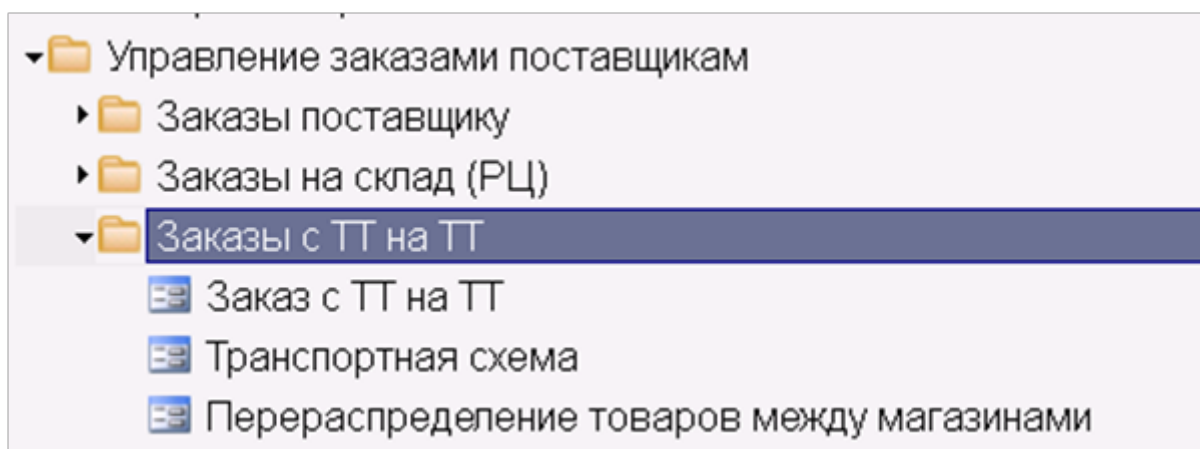 Управление заказами поставщикам
Заказы поставщику
Заказы на склад (РЦ)
Заказы с ТТ на ТТ
Заказ с ТТ на ТТ
Транспортная схема
Перераспределение товаров между магазинами